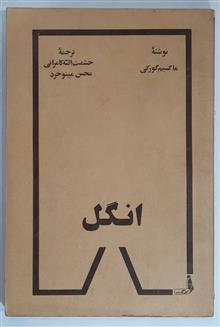 نوشتهٔ
ماکسیم گورکی
ترجمهٔ
حشمت‌الله کامرانی
محسن مینوخرد
انگل